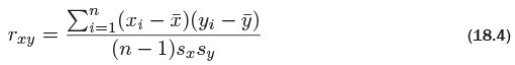 r_{xy} = \frac{\sum_{i=1}^{n}(x_i - \bar{x})(y_i - \bar{y})}{(n-1)s_x s_y} (18.4)